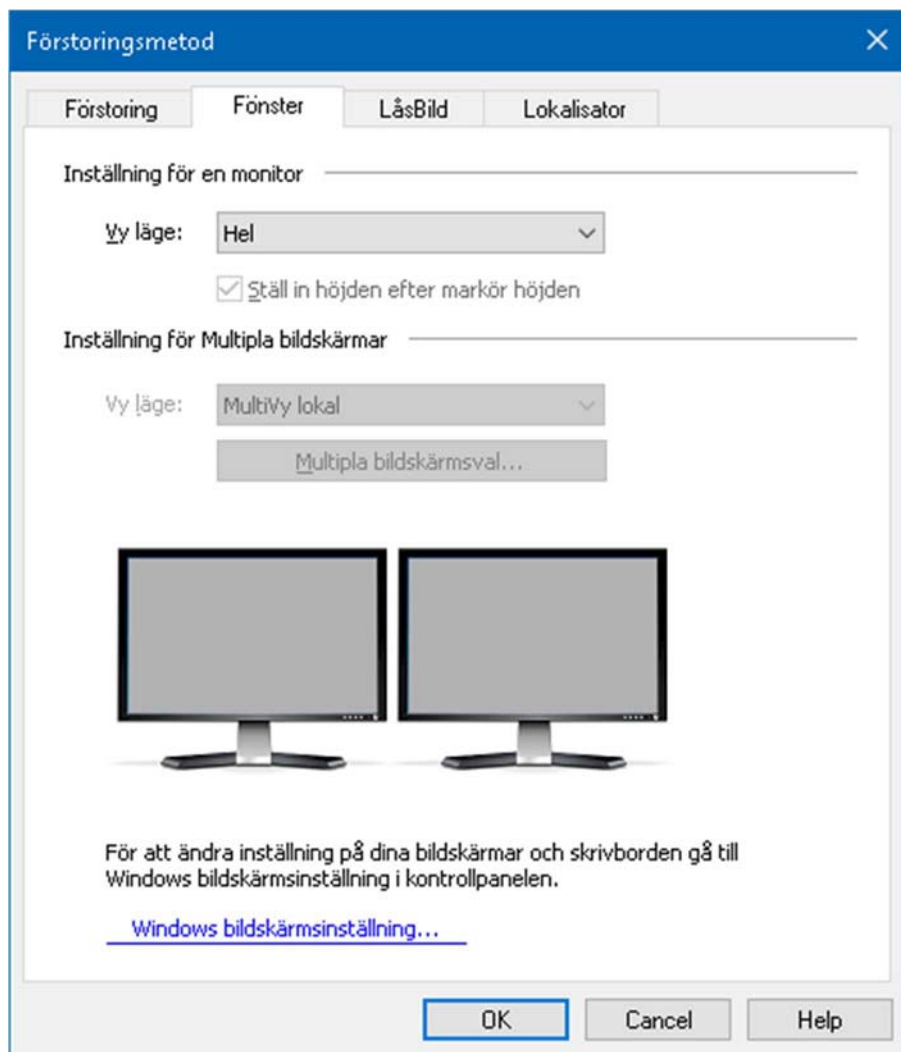 Förstoringsmetod
Förstoring Fönster LåsBild Lokalisator
Inställning för en monitor
Vy läge: Hel
Ställ in höjden efter markör höjden
Inställning för Multipla bildskärmar
Vy läge: MultiVy lokal
Multipla bildskärmsval...
För att ändra inställning på dina bildskärmar och skrivborden gå till
Windows bildskärmsinställning i kontrollpanelen.
Windows bildskärmsinställning...
OK Cancel Help